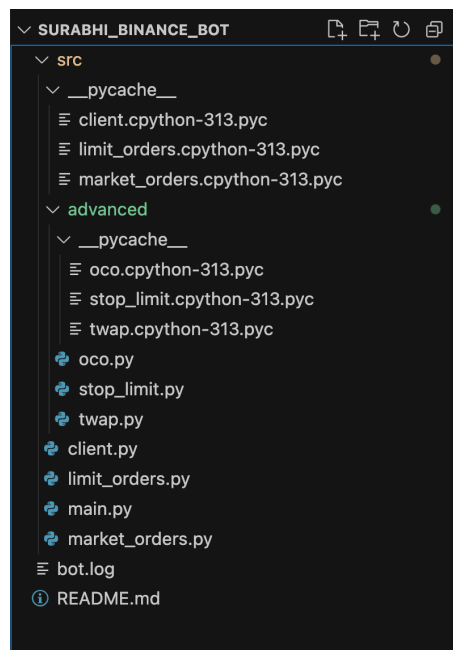 SURABHI_BINANCE_BOT
src
__pycache__
client.cpython-313.pyc
limit_orders.cpython-313.pyc
market_orders.cpython-313.pyc
advanced
__pycache__
oco.cpython-313.pyc
stop_limit.cpython-313.pyc
twap.cpython-313.pyc
oco.py
stop_limit.py
twap.py
client.py
limit_orders.py
main.py
market_orders.py
bot.log
README.md